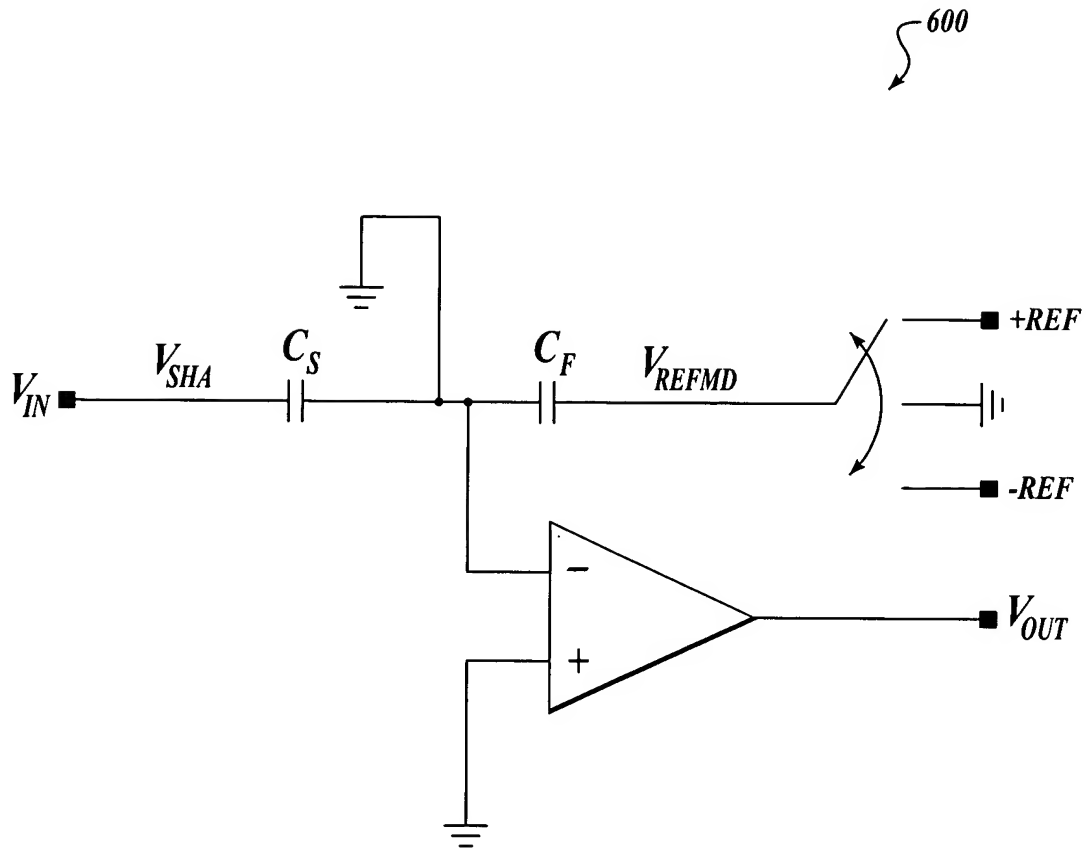 600
+REF
V_SHA
C_S
C_F
V_REFMD
V_IN
-REF
−
V_OUT
+